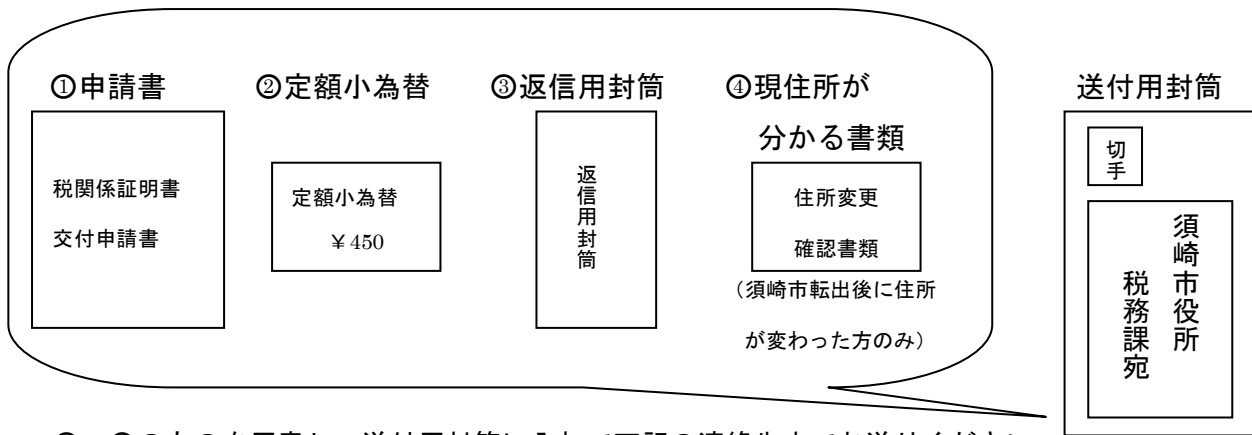 ①申請書
税関係証明書
交付申請書
②定額小為替
定額小為替
￥450
③返信用封筒
返信用封筒
④現住所が
分かる書類
住所変更
確認書類
（須崎市転出後に住所
が変わった方のみ）
送付用封筒
切手
須崎市役所
税務課宛